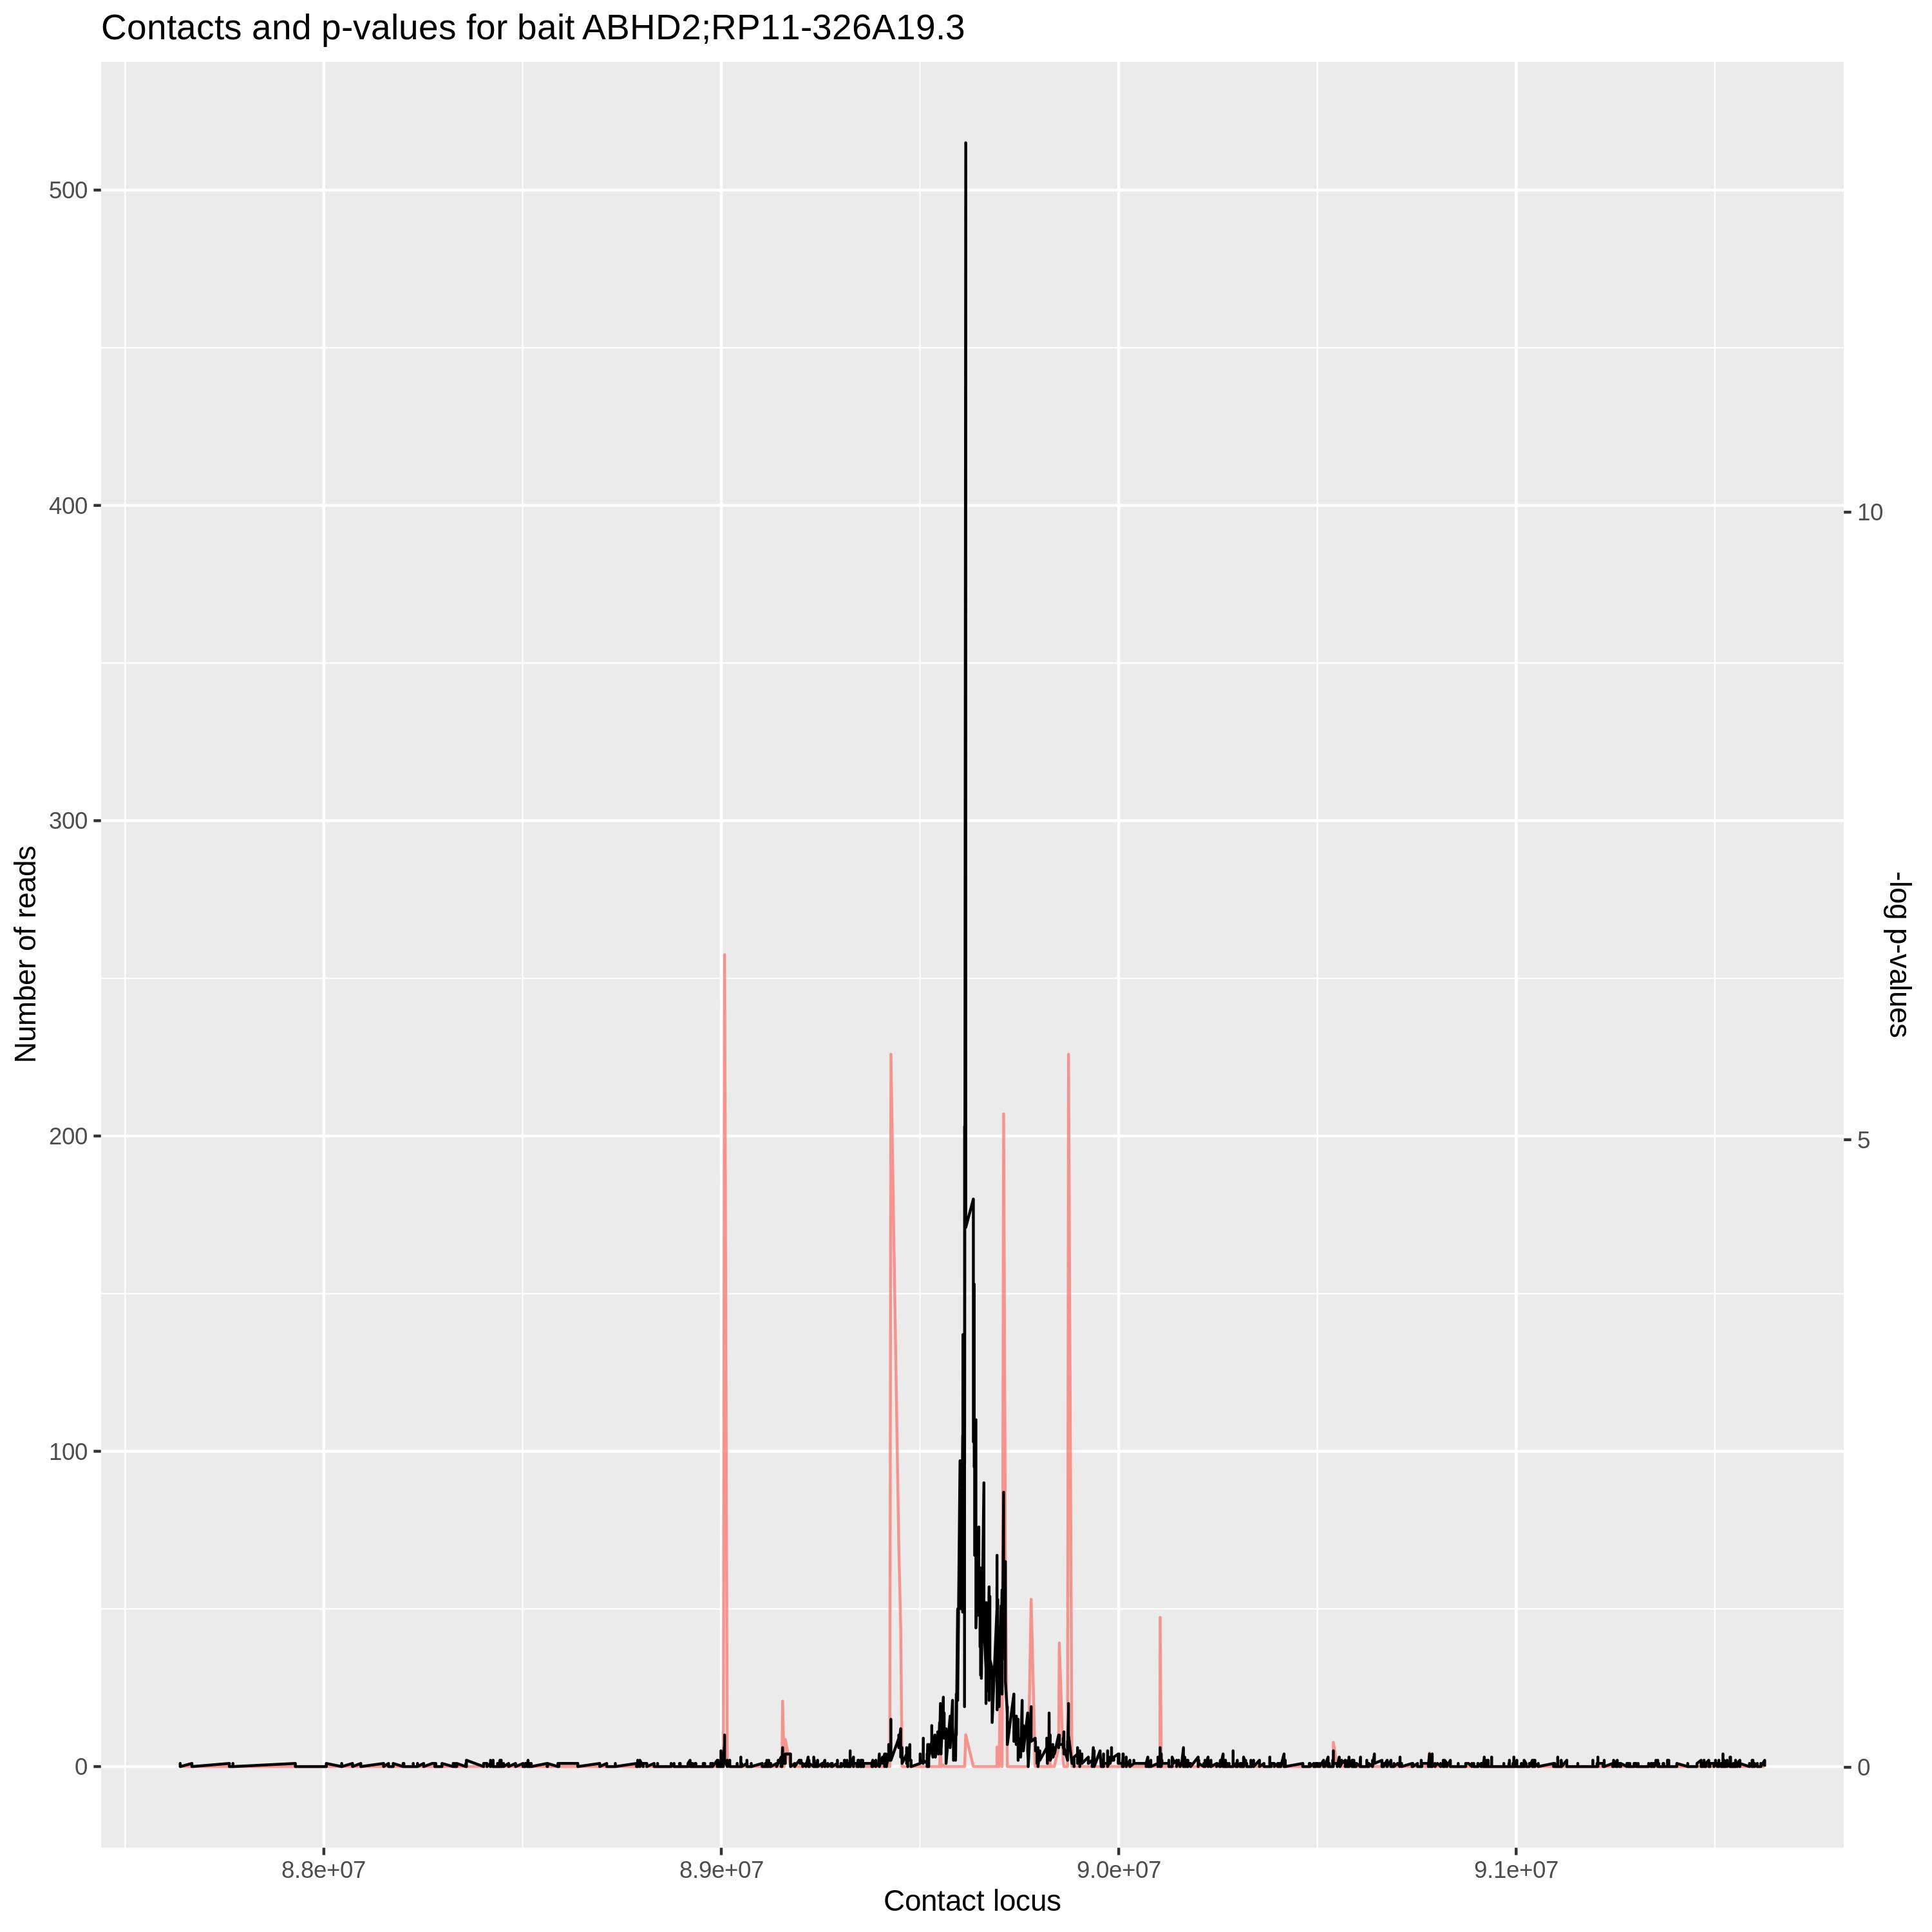 Contacts and p-values for bait ABHD2;RP11-326A19.3
500
400
300
200
100
0
Number of reads
10
5
0
-log p-values
8.8e+07
8.9e+07
9.0e+07
9.1e+07
Contact locus